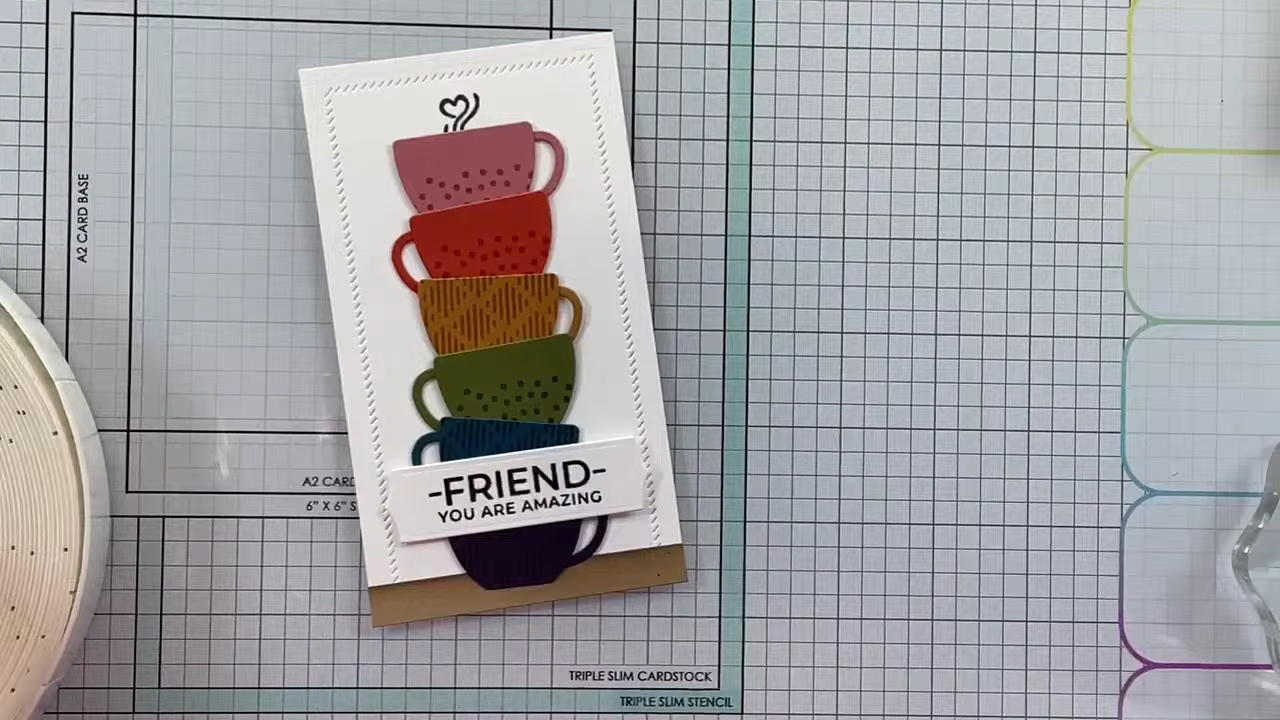 A2 CARD BASE
-FRIEND-
YOU ARE AMAZING
A2 CARD
6" X 6" S
TRIPLE SLIM CARDSTOCK
TRIPLE SLIM STENCIL